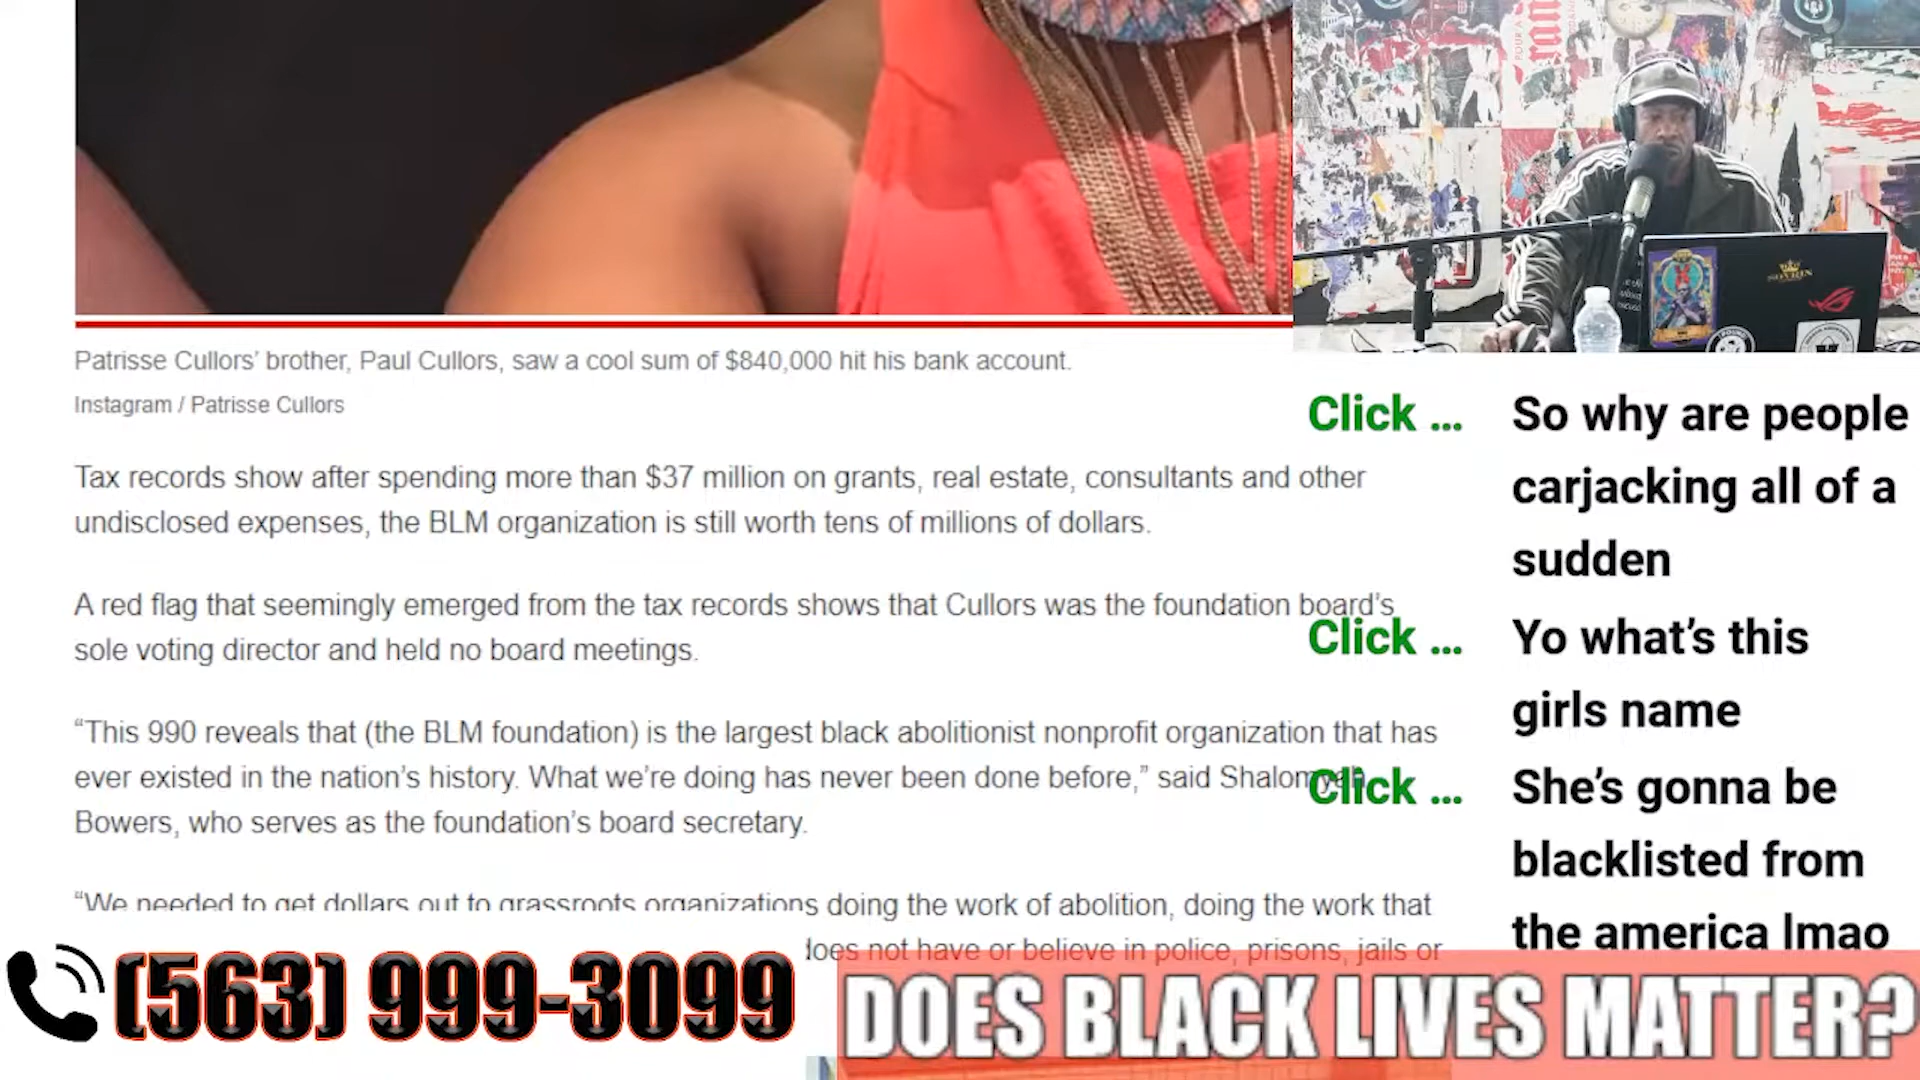 Patrisse Cullors’ brother, Paul Cullors, saw a cool sum of $840,000 hit his bank account.
Instagram / Patrisse Cullors
Tax records show after spending more than $37 million on grants, real estate, consultants and other
undisclosed expenses, the BLM organization is still worth tens of millions of dollars.
A red flag that seemingly emerged from the tax records shows that Cullors was the foundation board’s
sole voting director and held no board meetings.
“This 990 reveals that (the BLM foundation) is the largest black abolitionist nonprofit organization that has
ever existed in the nation’s history. What we’re doing has never been done before,” said Shalomyah
Bowers, who serves as the foundation’s board secretary.
“We needed to get dollars out to grassroots organizations doing the work of abolition, doing the work that
does not have or believe in police, prisons, jails or
Click ... So why are people
carjacking all of a
sudden
Click ... Yo what’s this
girls name
Click ... She’s gonna be
blacklisted from
the america lmao
(563) 999-3099
DOES BLACK LIVES MATTER?